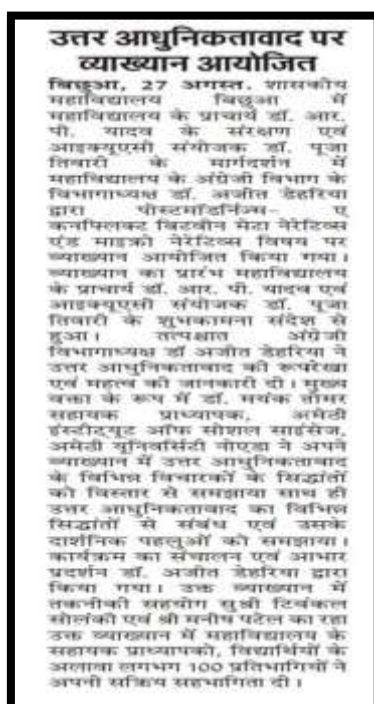 उत्तर आधुनिकतावाद पर
व्याख्यान आयोजित
बिछुआ, 27 अगस्त. शासकीय
महाविद्यालय बिछुआ में
महाविद्यालय के प्राचार्य डॉ. आर.
पी. यादव के संरक्षण एवं
आइक्यूएसी संयोजक डॉ. पूजा
तिवारी के मार्गदर्शन में
महाविद्यालय के अंग्रेजी विभाग के
विभागाध्यक्ष डॉ. अजीत डेहरिया
द्वारा पोस्टमॉडर्निज्म- ए
कनफ्लिक्ट बिटवीन मेटा नेरेटिव्स
एंड माइक्रो नेरेटिव्स विषय पर
व्याख्यान आयोजित किया गया।
व्याख्यान का प्रारंभ महाविद्यालय
के प्राचार्य डॉ. आर. पी. यादव एवं
आइक्यूएसी संयोजक डॉ. पूजा
तिवारी के शुभकामना संदेश से
हुआ। तत्पश्चात अंग्रेजी
विभागाध्यक्ष डॉ अजीत डेहरिया ने
उत्तर आधुनिकतावाद की रूपरेखा
एवं महत्व की जानकारी दी। मुख्य
वक्ता के रूप में डॉ. मयंक तोमर
सहायक प्राध्यापक, अमेठी
इंस्टीट्यूट ऑफ सोशल साइंसेज,
अमेठी यूनिवर्सिटी नोएडा ने अपने
व्याख्यान में उत्तर आधुनिकतावाद
के विभिन्न विचारकों के सिद्धांतों
को विस्तार से समझाया साथ ही
उत्तर आधुनिकतावाद का विभिन्न
सिद्धांतों से संबंध एवं उसके
दार्शनिक पहलुओं को समझाया।
कार्यक्रम का संचालन एवं आभार
प्रदर्शन डॉ. अजीत डेहरिया द्वारा
किया गया। उक्त व्याख्यान में
तकनीकी सहयोग सुश्री टिवंकल
सोलंकी एवं श्री मनीष पटेल का रहा
उक्त व्याख्यान में महाविद्यालय के
सहायक प्राध्यापको, विद्यार्थियों के
अलावा लगभग 100 प्रतिभागियों ने
अपनी सक्रिय सहभागिता दी।